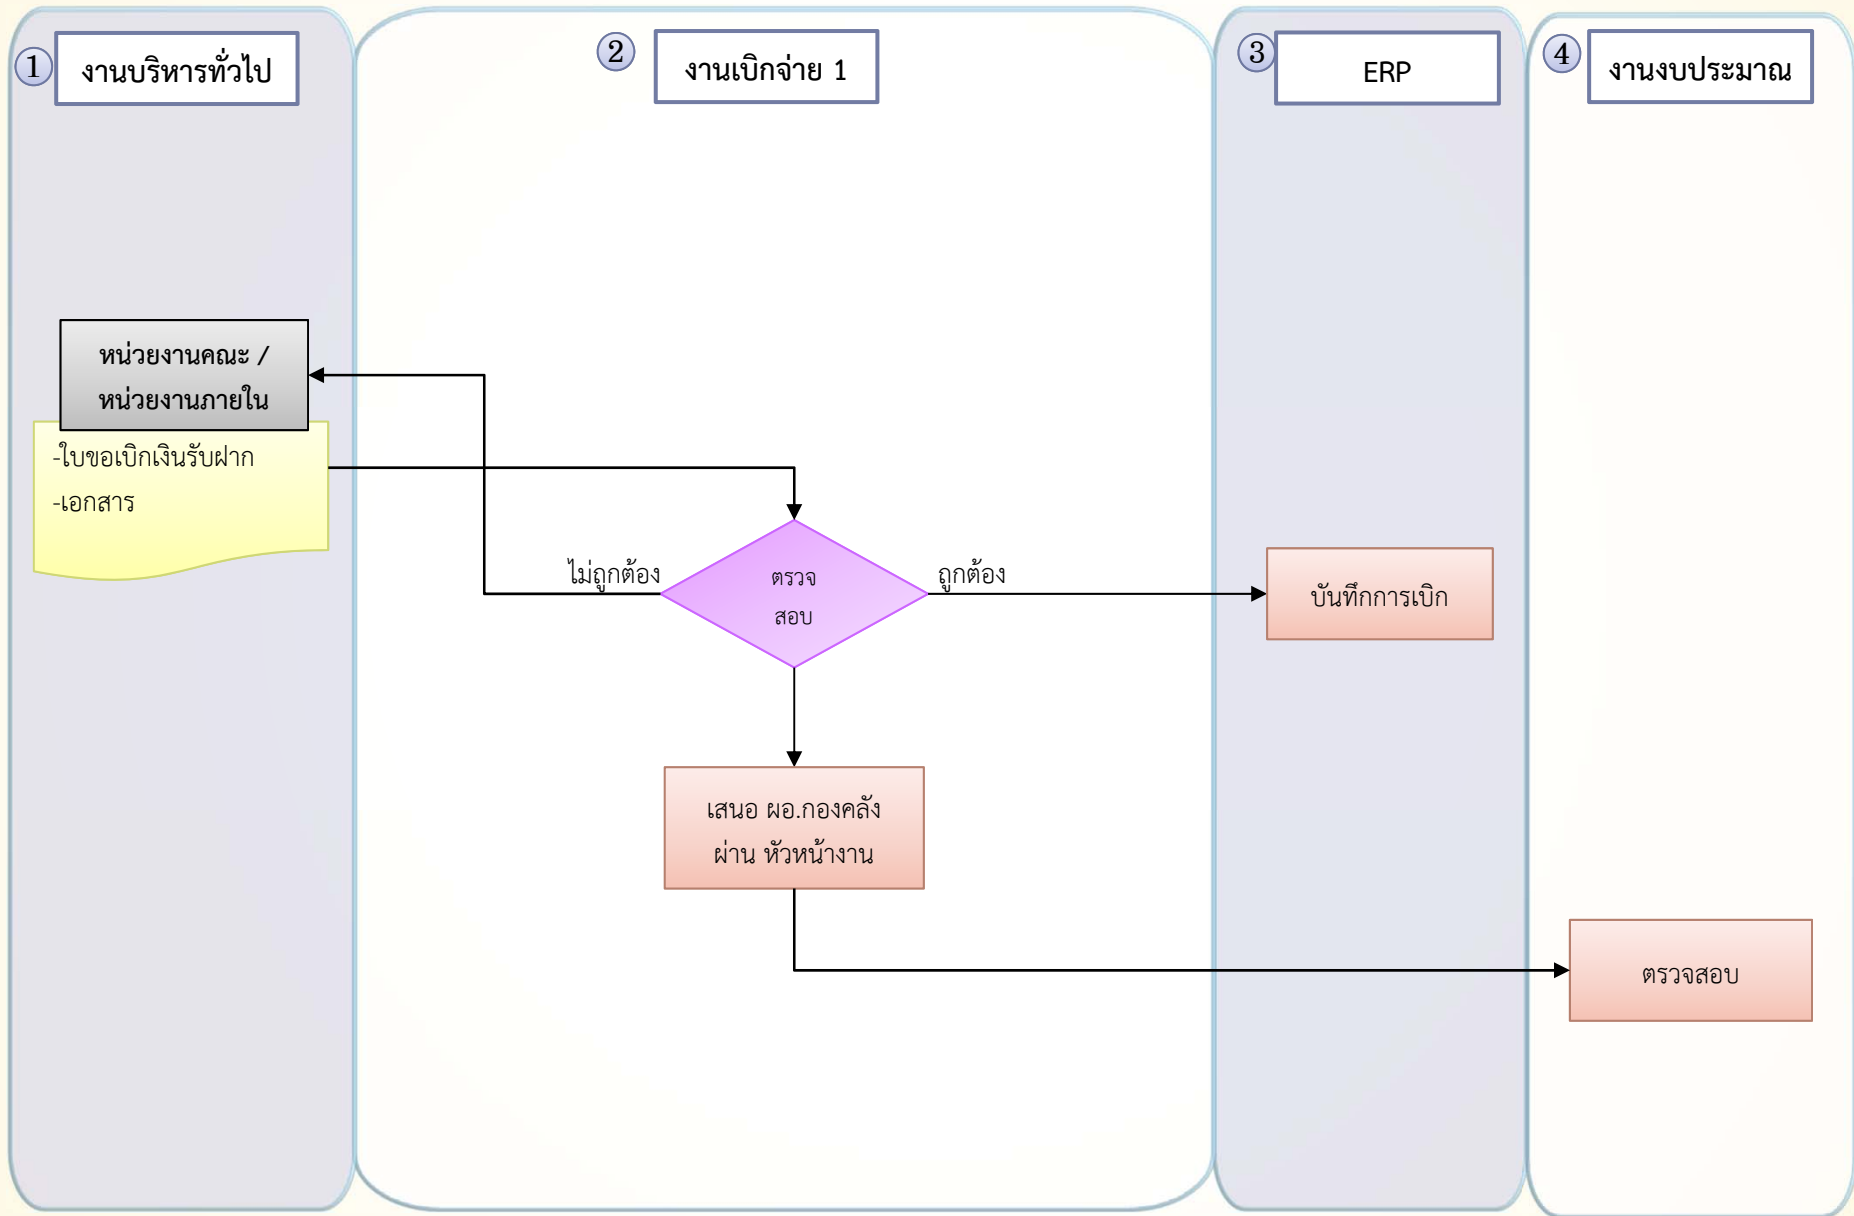 1
งานบริหารทั่วไป
2
งานเบิกจ่าย 1
3
ERP
4
งานงบประมาณ
หน่วยงานคณะ /
หน่วยงานภายใน
-ใบขอเบิกเงินรับฝาก
-เอกสาร
ไม่ถูกต้อง
ตรวจ
สอบ
ถูกต้อง
บันทึกการเบิก
เสนอ ผอ.กองคลัง
ผ่าน หัวหน้างาน
ตรวจสอบ